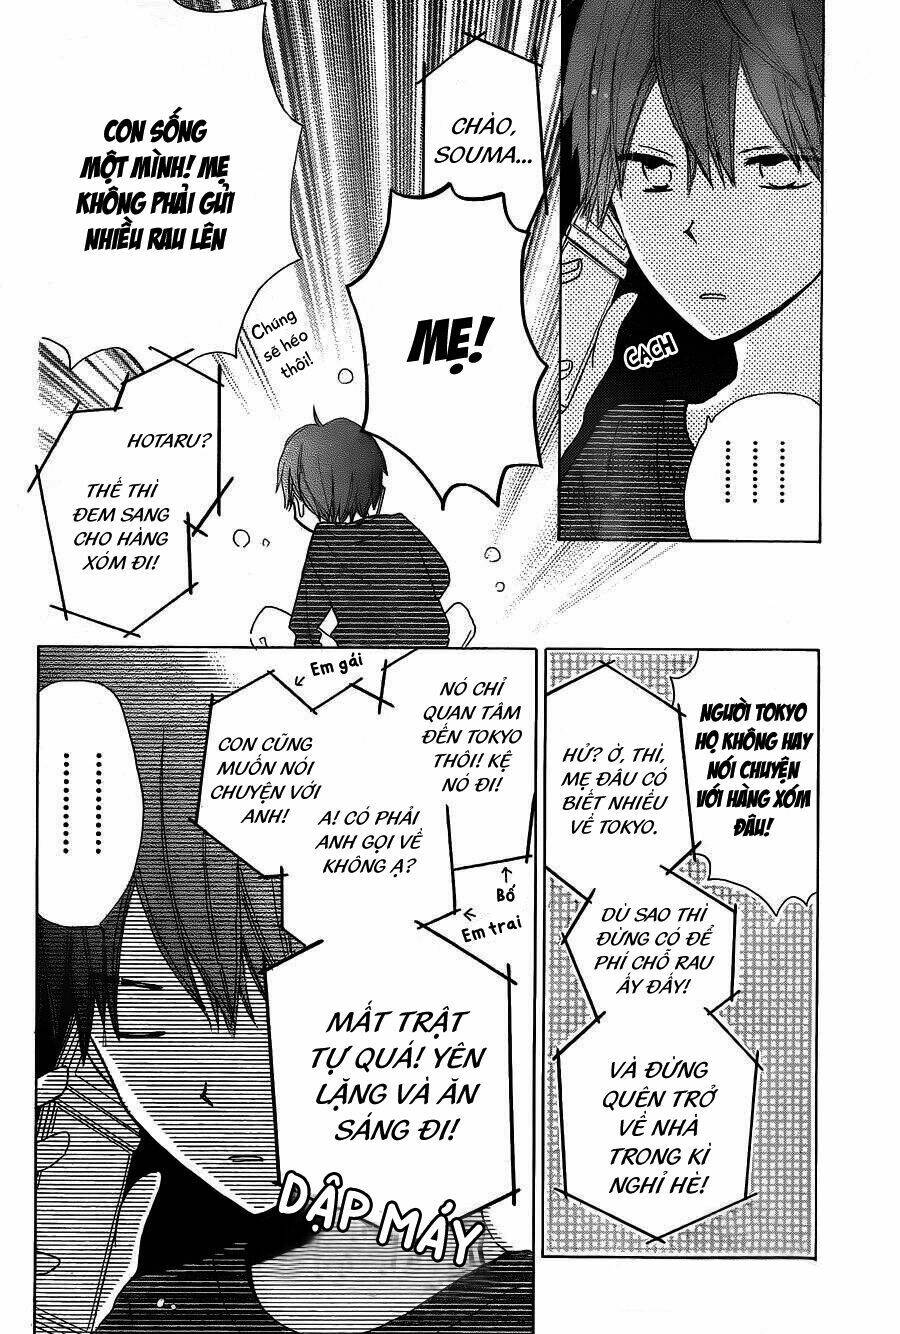 CẠCH
CHÀO,
SOUMA...
MẸ!
CON SỐNG
MỘT MÌNH! MẸ
KHÔNG PHẢI GỬI
NHIỀU RAU LÊN
Chúng
sẽ héo
thôi!
HOTARU?
THẾ THÌ
ĐEM SANG
CHO HÀNG
XÓM ĐI!
NGƯỜI TOKYO
HỌ KHÔNG HAY
NÓI CHUYỆN
VỚI HÀNG XÓM
ĐÂU!
HỬ? Ờ, THÌ,
MẸ ĐÂU CÓ
BIẾT NHIỀU
VỀ TOKYO.
DÙ SAO THÌ
ĐỪNG CÓ ĐỂ
PHÍ CHỖ RAU
ẤY ĐẤY!
VÀ ĐỪNG
QUÊN TRỞ
VỀ NHÀ
TRONG KÌ
NGHỈ HÈ!
NÓ CHỈ
QUAN TÂM
ĐẾN TOKYO
THÔI! KỆ
NÓ ĐI!
↑
Bố
↙ Em gái
CON CŨNG
MUỐN NÓI
CHUYỆN VỚI
ANH!
A! CÓ PHẢI
ANH GỌI VỀ
KHÔNG Ạ?
←
Em trai
MẤT TRẬT
TỰ QUÁ! YÊN
LẶNG VÀ ĂN
SÁNG ĐI!
DẬP MÁY